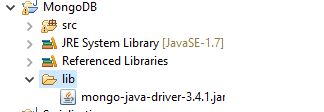 MongoDB
src
JRE System Library [JavaSE-1.7]
Referenced Libraries
lib
mongo-java-driver-3.4.1.jar